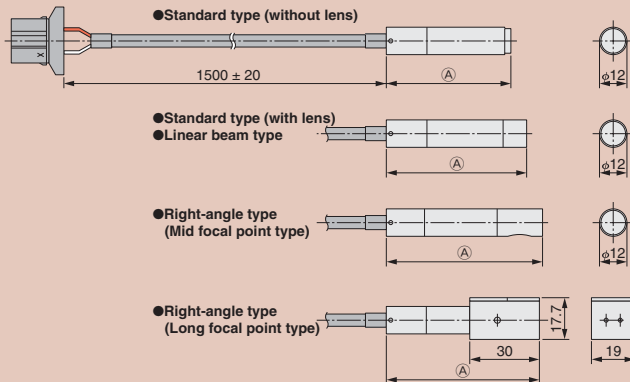 ●Standard type (without lens)
1500 ± 20
Ⓐ
φ12
●Standard type (with lens)
●Linear beam type
Ⓐ
φ12
●Right-angle type
(Mid focal point type)
Ⓐ
φ12
●Right-angle type
(Long focal point type)
17.7
30
19
Ⓐ